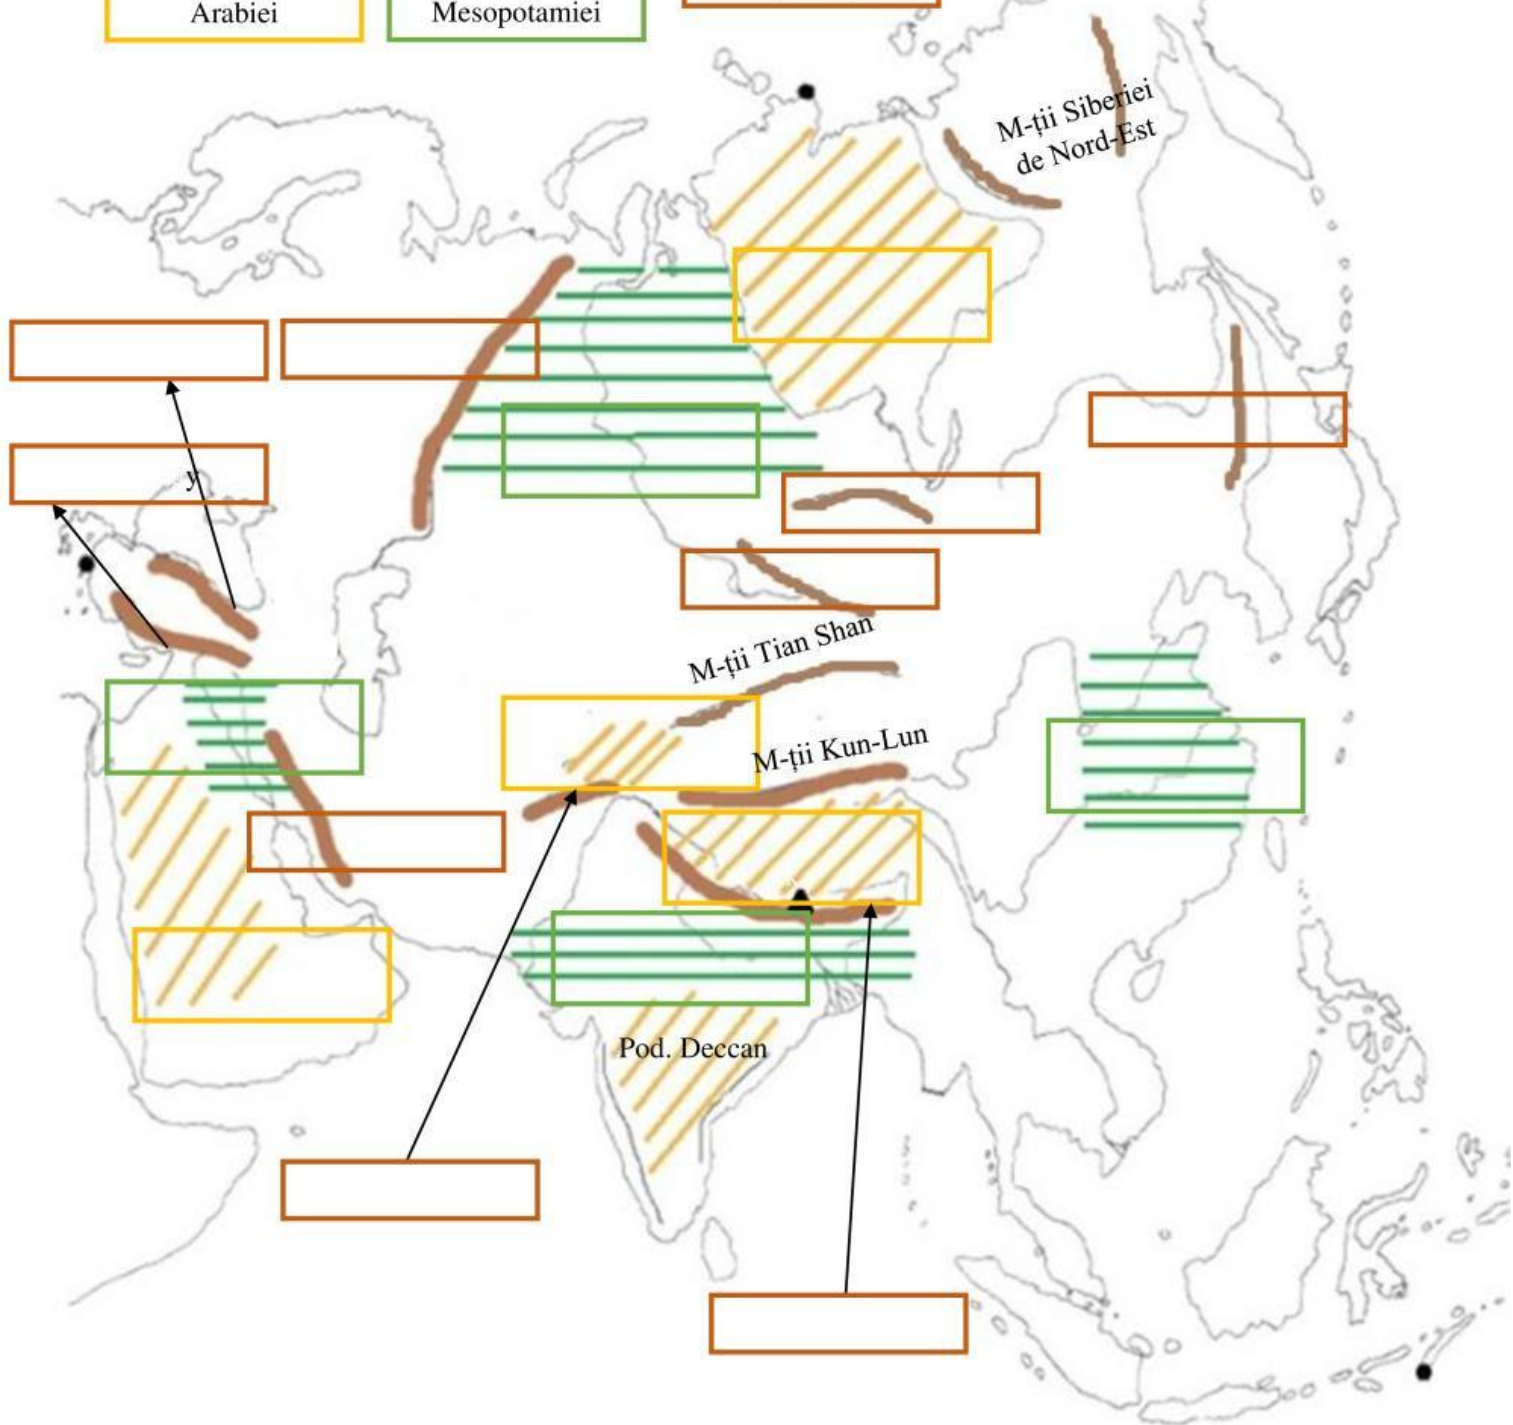 Arabiei
Mesopotamiei
M-ții Siberiei
de Nord-Est
y
M-ții Tian Shan
M-ții Kun-Lun
Pod. Deccan